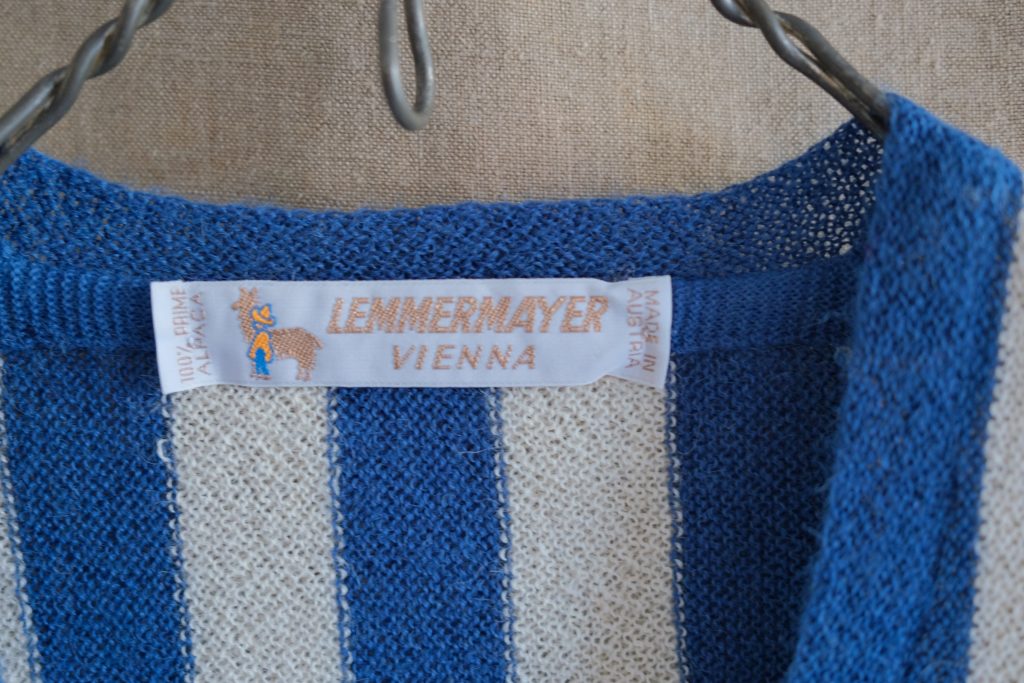 100% PRIME
ALPACA
LEMMERMAYER
VIENNA
MADE IN
AUSTRIA